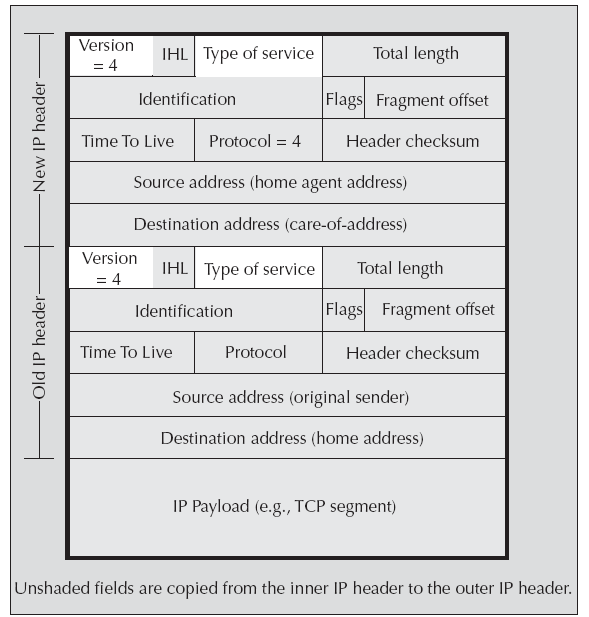 New IP header
Version = 4 IHL Type of service Total length
Identification Flags Fragment offset
Time To Live Protocol = 4 Header checksum
Source address (home agent address)
Destination address (care-of-address)
Old IP header
Version = 4 IHL Type of service Total length
Identification Flags Fragment offset
Time To Live Protocol Header checksum
Source address (original sender)
Destination address (home address)
IP Payload (e.g., TCP segment)
Unshaded fields are copied from the inner IP header to the outer IP header.